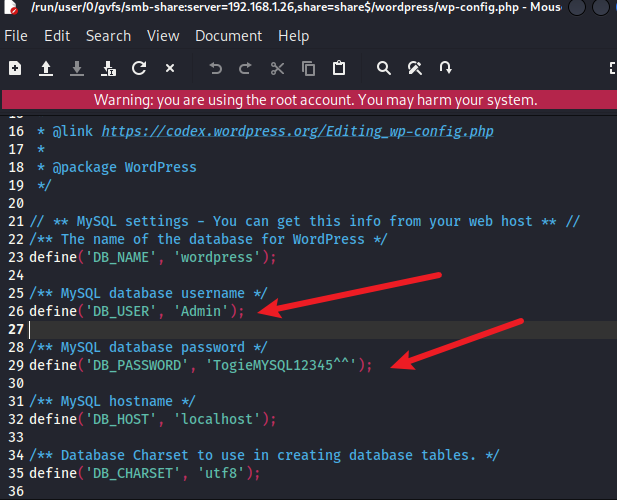 /run/user/0/gvfs/smb-share:server=192.168.1.26,share=share$/wordpress/wp-config.php - Mouse
File Edit Search View Document Help
Warning: you are using the root account. You may harm your system.
16 * @link https://codex.wordpress.org/Editing_wp-config.php
17 *
18 * @package WordPress
19 */
20
21 // ** MySQL settings - You can get this info from your web host ** //
22 /** The name of the database for WordPress */
23 define('DB_NAME', 'wordpress');
24
25 /** MySQL database username */
26 define('DB_USER', 'Admin');
27
28 /** MySQL database password */
29 define('DB_PASSWORD', 'TogieMYSQL12345^^');
30
31 /** MySQL hostname */
32 define('DB_HOST', 'localhost');
33
34 /** Database Charset to use in creating database tables. */
35 define('DB_CHARSET', 'utf8');
36